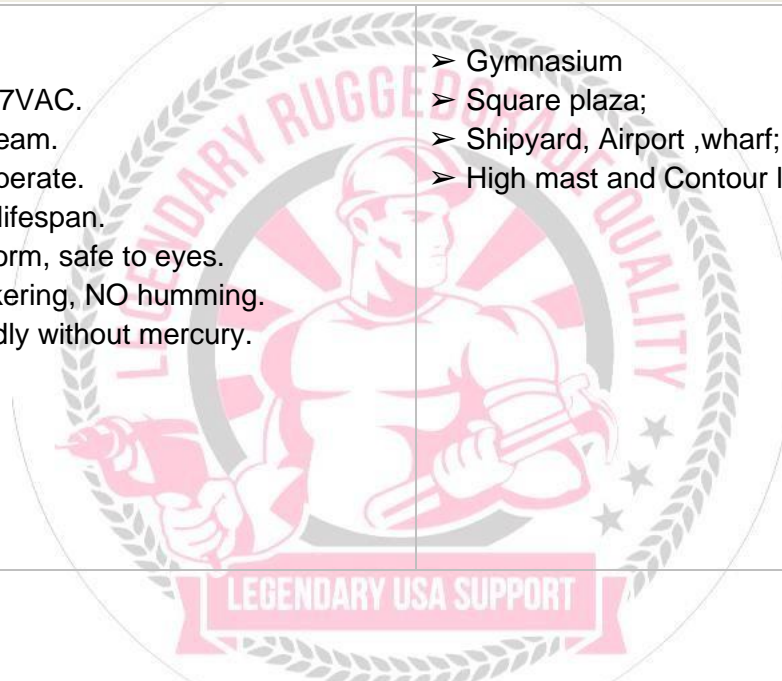 7VAC.
eam.
perate.
lifespan.
orm, safe to eyes.
kering, NO humming.
dly without mercury.
➢ Gymnasium
➢ Square plaza;
➢ Shipyard, Airport ,wharf;
➢ High mast and Contour l
LEGENDARY RUGGEDGRADE QUALITY
LEGENDARY USA SUPPORT